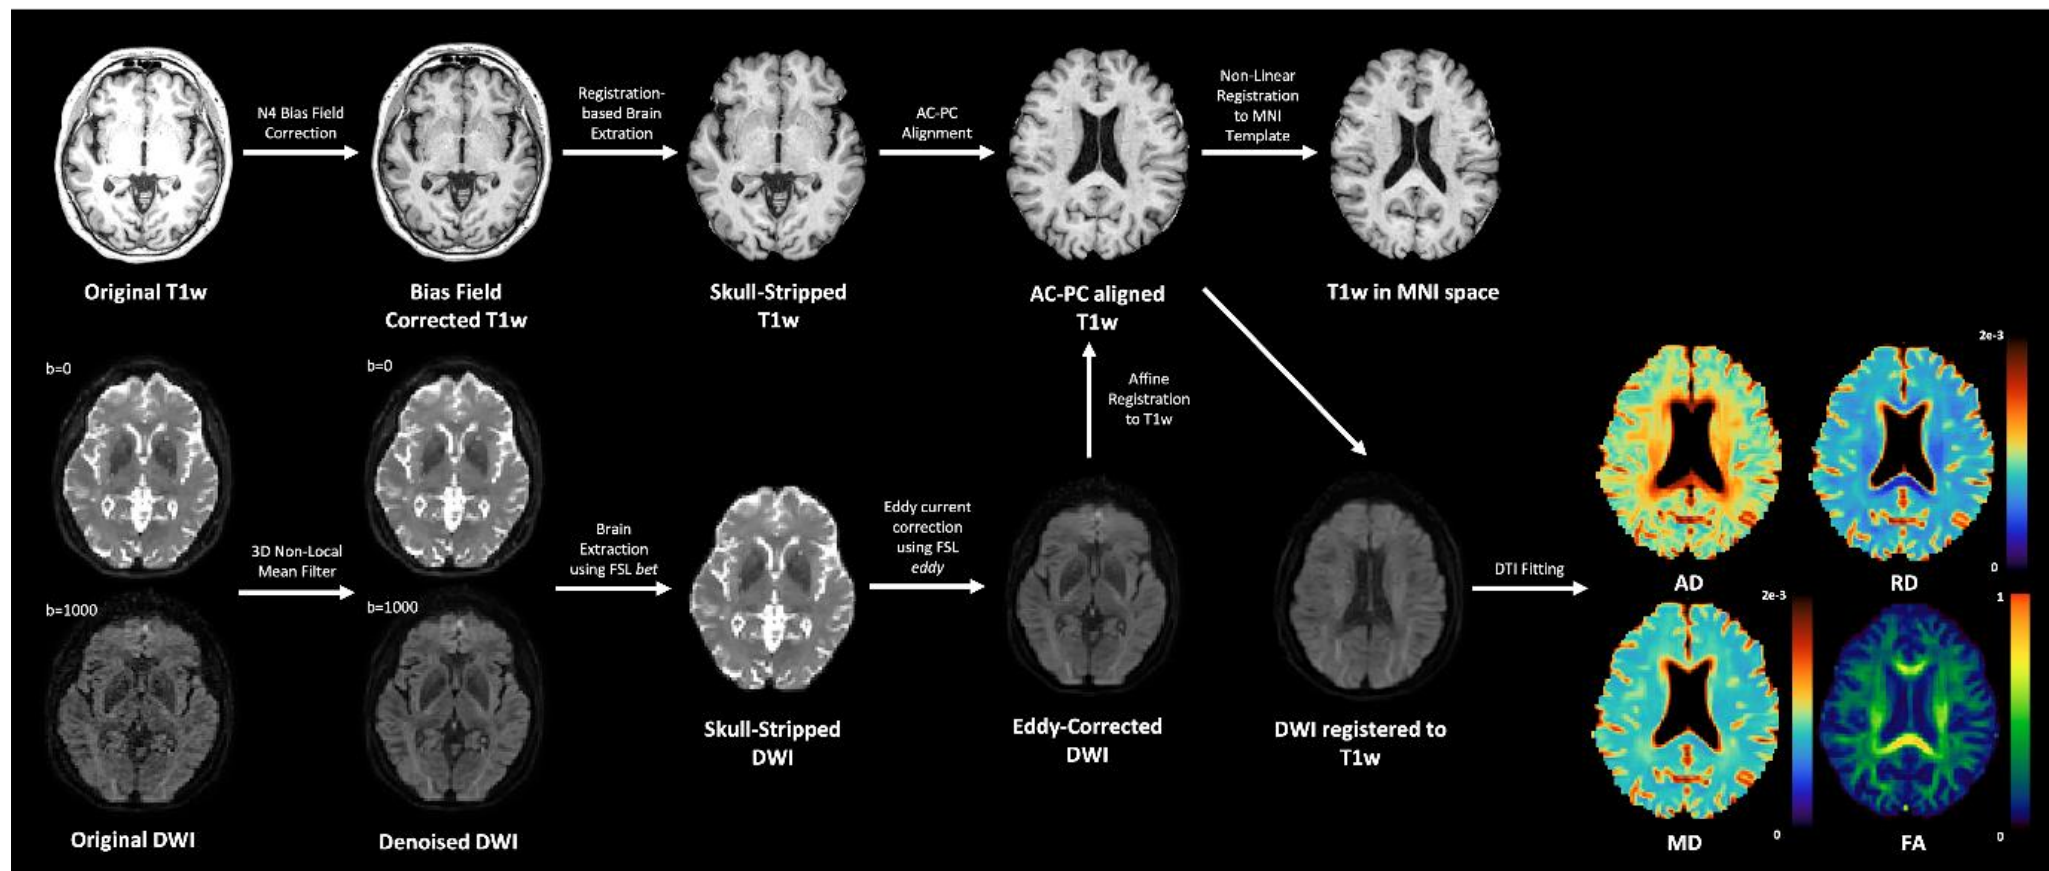 N4 Bias Field
Correction
Registration-
based Brain
Extration
AC-PC
Alignment
Non-Linear
Registration
to MNI
Template
Original T1w
Bias Field
Corrected T1w
Skull-Stripped
T1w
AC-PC aligned
T1w
T1w in MNI space
b=0
b=0
Affine
Registration
to T1w
2e-3
0
3D Non-Local
Mean Filter
Brain
Extraction
using FSL bet
Eddy current
correction
using FSL
eddy
DTI Fitting
AD
RD
b=1000
b=1000
2e-3
0
1
0
Skull-Stripped
DWI
Eddy-Corrected
DWI
DWI registered to
T1w
Original DWI
Denoised DWI
MD
FA